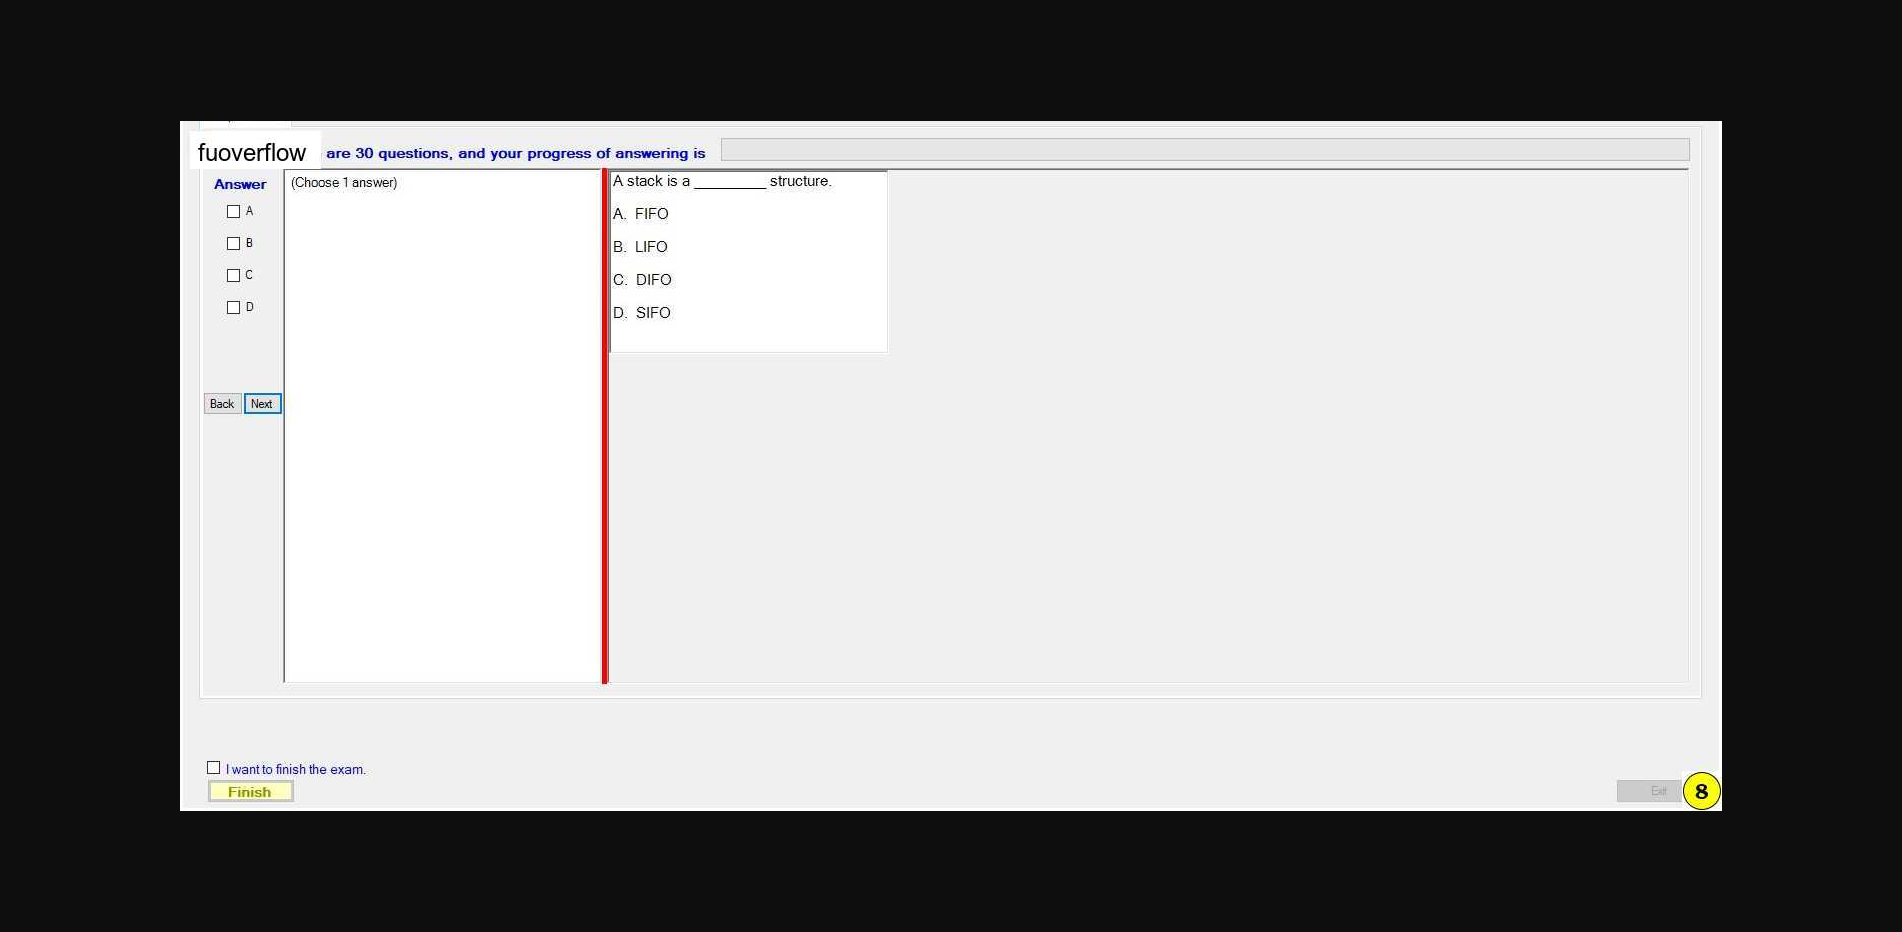 fuoverflow are 30 questions, and your progress of answering is
Answer
A
B
C
D
Back Next
(Choose 1 answer)
A stack is a _________ structure.
A. FIFO
B. LIFO
C. DIFO
D. SIFO
I want to finish the exam.
Finish
Exit
8